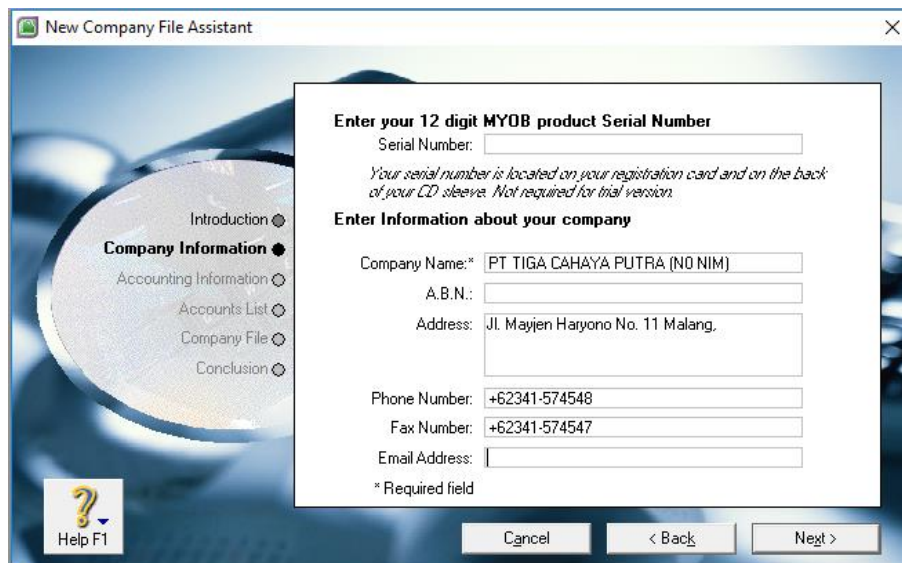 New Company File Assistant
Enter your 12 digit MYOB product Serial Number
Serial Number:
Your serial number is located on your registration card and on the back
of your CD sleeve. Not required for trial version.
Introduction
Company Information
Accounting Information
Accounts List
Company File
Conclusion
Enter Information about your company
Company Name:* PT TIGA CAHAYA PUTRA (N0 NIM)
A.B.N.:
Address: Jl. Mayjen Haryono No. 11 Malang,
Phone Number: +62341-574548
Fax Number: +62341-574547
Email Address:
* Required field
Help F1
Cancel
< Back
Next >